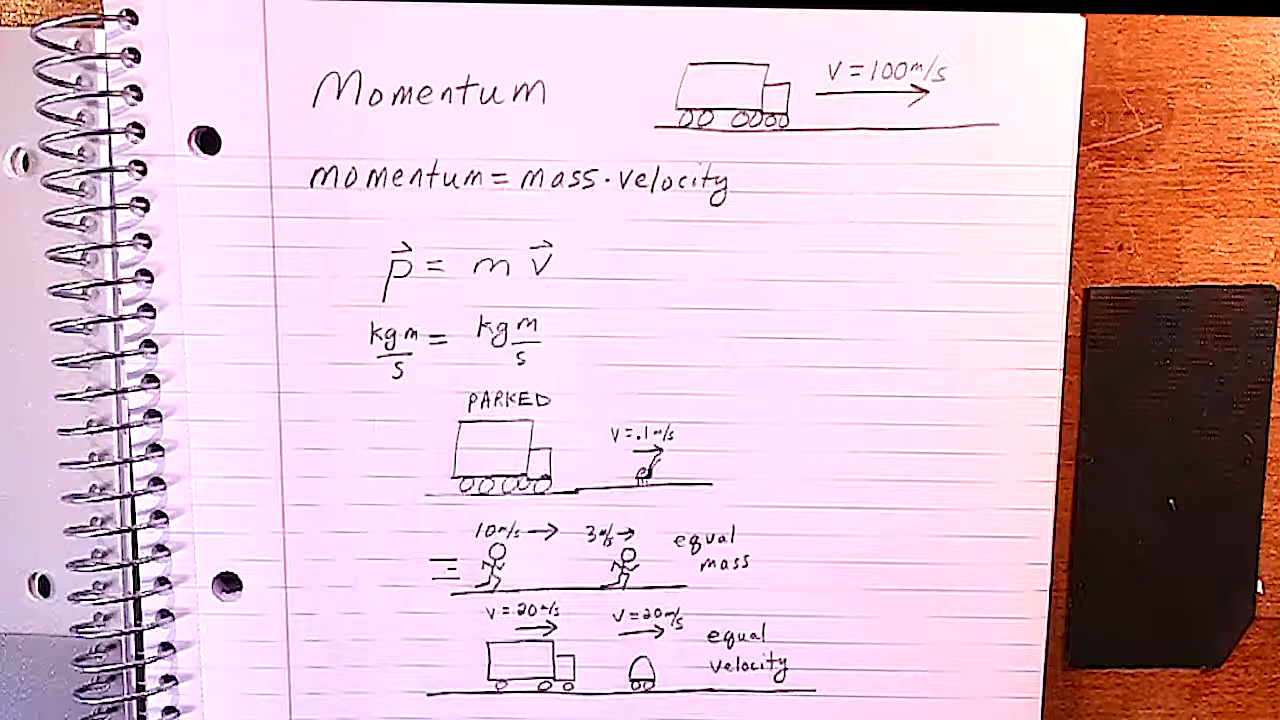 Momentum
V = 100 m/s
momentum = mass · velocity
p⃗ = m v⃗
kg m/s = kg m/s
PARKED
V = .1 m/s
10 m/s → 3 m/s → equal
mass
V = 20 m/s V = 20 m/s
equal
velocity